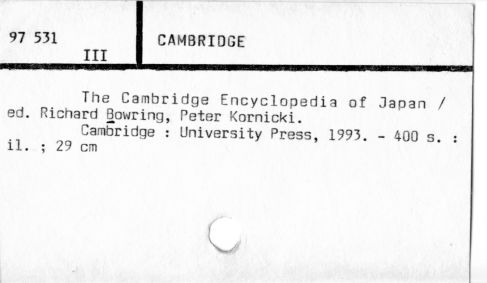 97 531
III
CAMBRIDGE
The Cambridge Encyclopedia of Japan /
ed. Richard Bowring, Peter Kornicki.
Cambridge : University Press, 1993. - 400 s. :
il. ; 29 cm